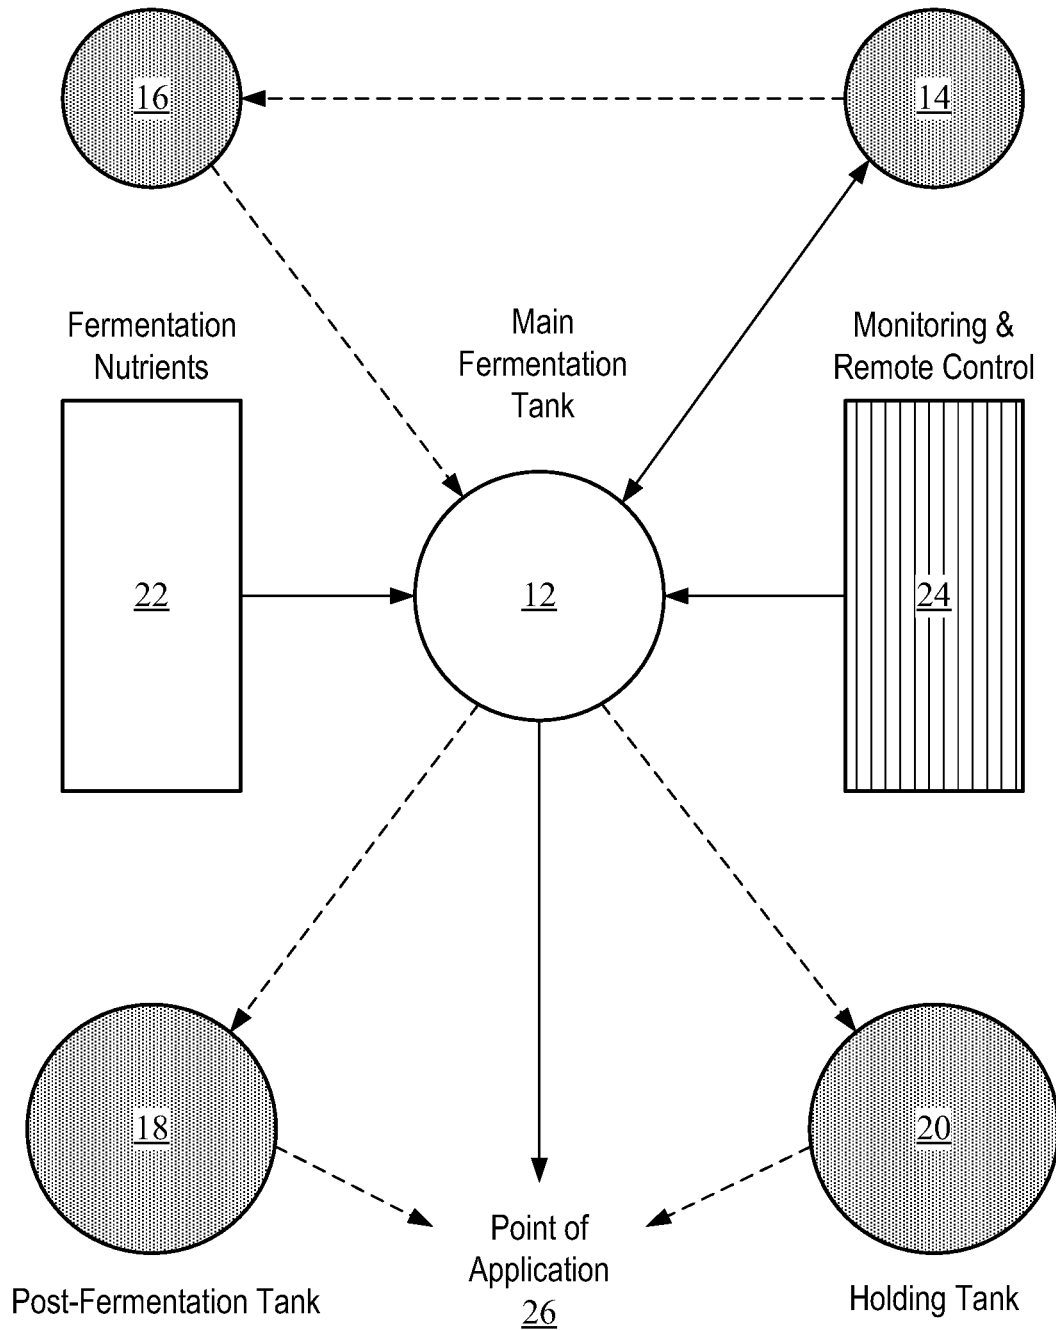 16
14
Fermentation
Nutrients
Main
Fermentation
Tank
Monitoring &
Remote Control
22
12
24
18
20
Point of
Application
26
Post-Fermentation Tank
Holding Tank